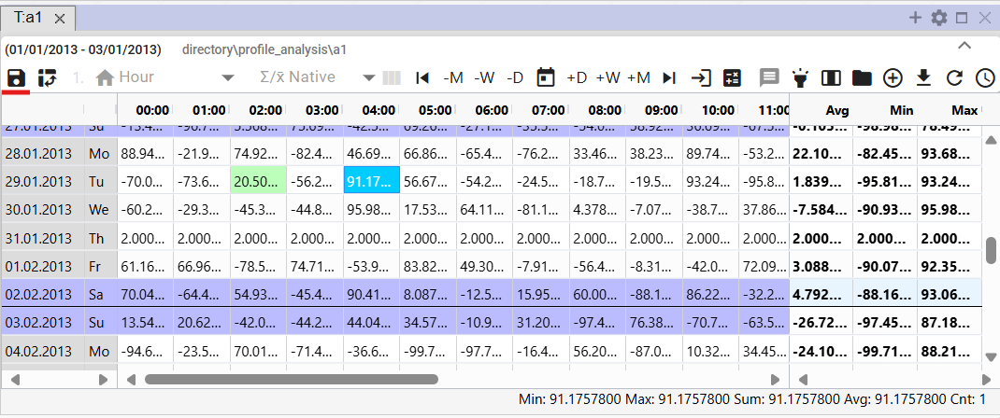 T:a1
(01/01/2013 - 03/01/2013) directory\profile_analysis\a1
1. Hour Σ/x̄ Native -M -W -D +D +W +M
00:00 01:00 02:00 03:00 04:00 05:00 06:00 07:00 08:00 09:00 10:00 11:00 Avg Min Max
27.01.2013 Su
28.01.2013 Mo 88.94... -21.9... 74.92... -82.4... 46.69... 66.86... -65.4... -76.2... 33.46... 38.23... 89.74... -53.2... 22.10... -82.45... 93.68...
29.01.2013 Tu -70.0... -73.6... 20.50... -56.2... 91.17... 56.67... -54.2... -24.5... -18.7... -19.5... 93.24... -95.8... 1.839... -95.81... 93.24...
30.01.2013 We -60.2... -29.3... -45.3... -44.8... 95.98... 17.53... 64.11... -81.1... 4.378... -7.07... -38.7... 37.86... -7.584... -90.93... 95.98...
31.01.2013 Th 2.000... 2.000... 2.000... 2.000... 2.000... 2.000... 2.000... 2.000... 2.000... 2.000... 2.000... 2.000... 2.000... 2.000... 2.000...
01.02.2013 Fr 61.16... 66.96... -78.5... 74.71... -53.9... 83.82... 49.30... -7.91... -56.4... -8.31... -42.0... 72.09... 3.088... -90.07... 92.35...
02.02.2013 Sa 70.04... -64.4... 54.93... -45.4... 90.41... 8.087... -12.5... 15.95... 60.00... -88.1... 86.22... -32.2... 4.792... -88.16... 93.06...
03.02.2013 Su 13.54... 20.62... -42.0... -44.2... 44.04... 34.57... -10.9... 31.20... -97.4... 76.38... -70.7... -63.5... -26.72... -97.45... 87.18...
04.02.2013 Mo -94.6... -23.5... 70.01... -71.4... -36.6... -99.7... -97.7... -16.4... 56.20... -87.0... 10.32... 34.45... -24.10... -99.71... 88.21...
Min: 91.1757800 Max: 91.1757800 Sum: 91.1757800 Avg: 91.1757800 Cnt: 1